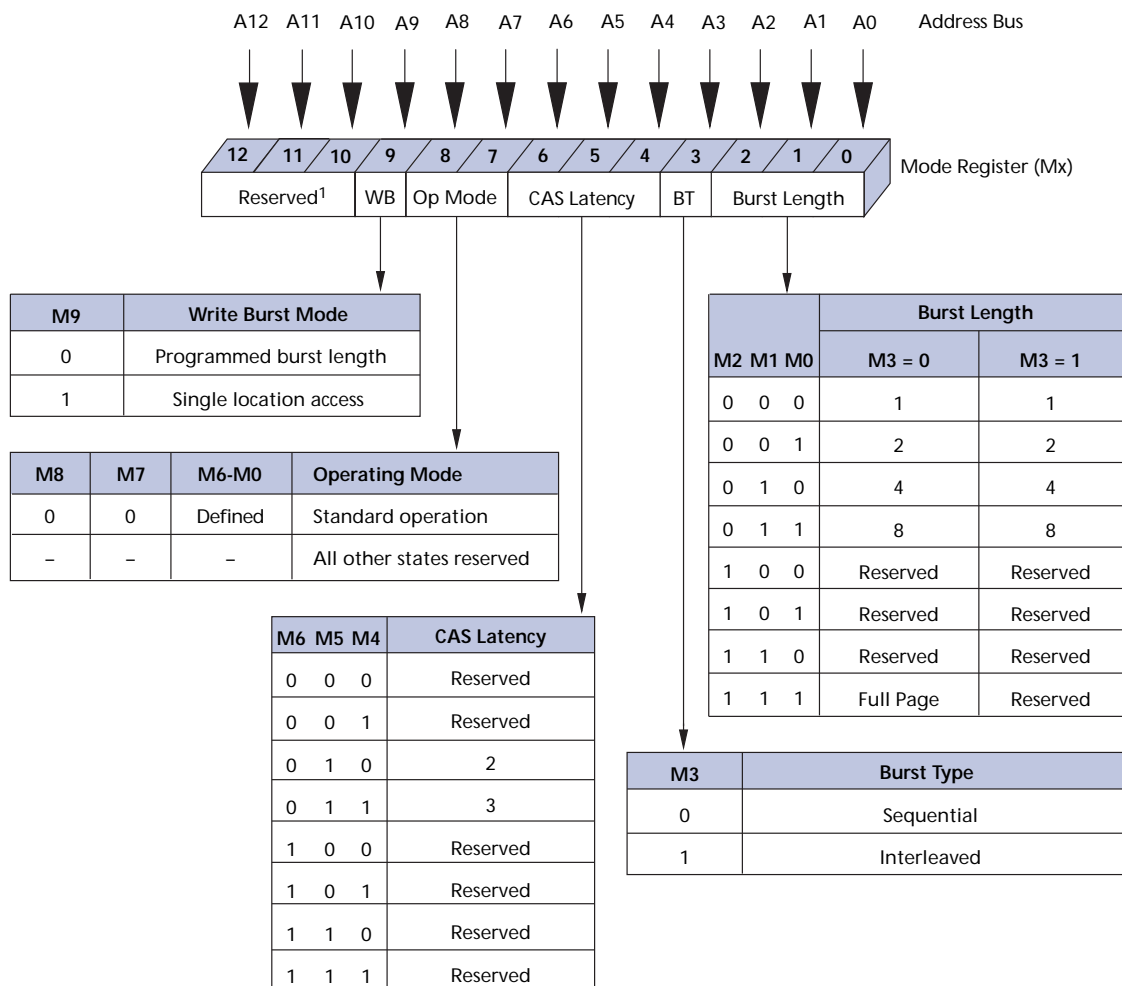 A12 A11 A10 A9 A8 A7 A6 A5 A4 A3 A2 A1 A0 Address Bus
12 11 10 9 8 7 6 5 4 3 2 1 0
Mode Register (Mx)
Reserved1 WB Op Mode CAS Latency BT Burst Length
M9 Write Burst Mode
0 Programmed burst length
1 Single location access
M8 M7 M6-M0 Operating Mode
0 0 Defined Standard operation
– – – All other states reserved
M6 M5 M4 CAS Latency
0 0 0 Reserved
0 0 1 Reserved
0 1 0 2
0 1 1 3
1 0 0 Reserved
1 0 1 Reserved
1 1 0 Reserved
1 1 1 Reserved
Burst Length
M2 M1 M0 M3 = 0 M3 = 1
0 0 0 1 1
0 0 1 2 2
0 1 0 4 4
0 1 1 8 8
1 0 0 Reserved Reserved
1 0 1 Reserved Reserved
1 1 0 Reserved Reserved
1 1 1 Full Page Reserved
M3 Burst Type
0 Sequential
1 Interleaved